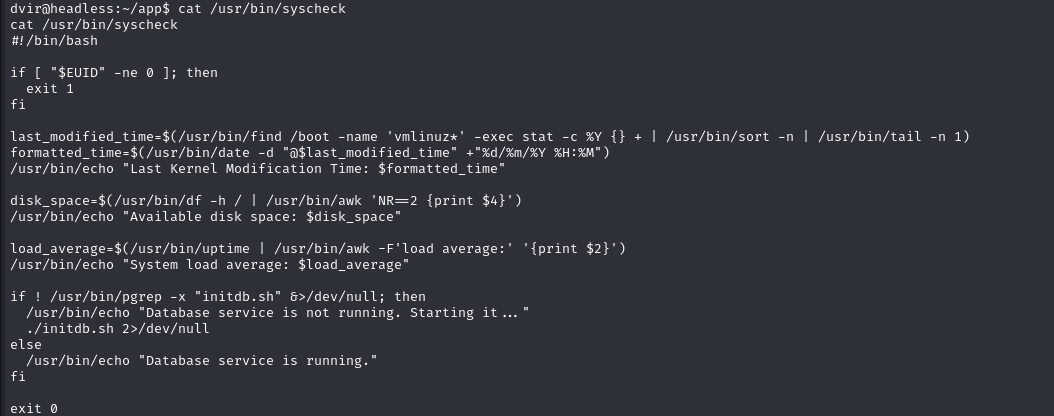 dvir@headless:~/app$ cat /usr/bin/syscheck
cat /usr/bin/syscheck
#!/bin/bash
if [ "$EUID" -ne 0 ]; then
  exit 1
fi
last_modified_time=$(/usr/bin/find /boot -name 'vmlinuz*' -exec stat -c %Y {} + | /usr/bin/sort -n | /usr/bin/tail -n 1)
formatted_time=$(/usr/bin/date -d "@$last_modified_time" +"%d/%m/%Y %H:%M")
/usr/bin/echo "Last Kernel Modification Time: $formatted_time"
disk_space=$(/usr/bin/df -h / | /usr/bin/awk 'NR==2 {print $4}')
/usr/bin/echo "Available disk space: $disk_space"
load_average=$(/usr/bin/uptime | /usr/bin/awk -F'load average:' '{print $2}')
/usr/bin/echo "System load average: $load_average"
if ! /usr/bin/pgrep -x "initdb.sh" &>/dev/null; then
  /usr/bin/echo "Database service is not running. Starting it..."
  ./initdb.sh 2>/dev/null
else
  /usr/bin/echo "Database service is running."
fi
exit 0